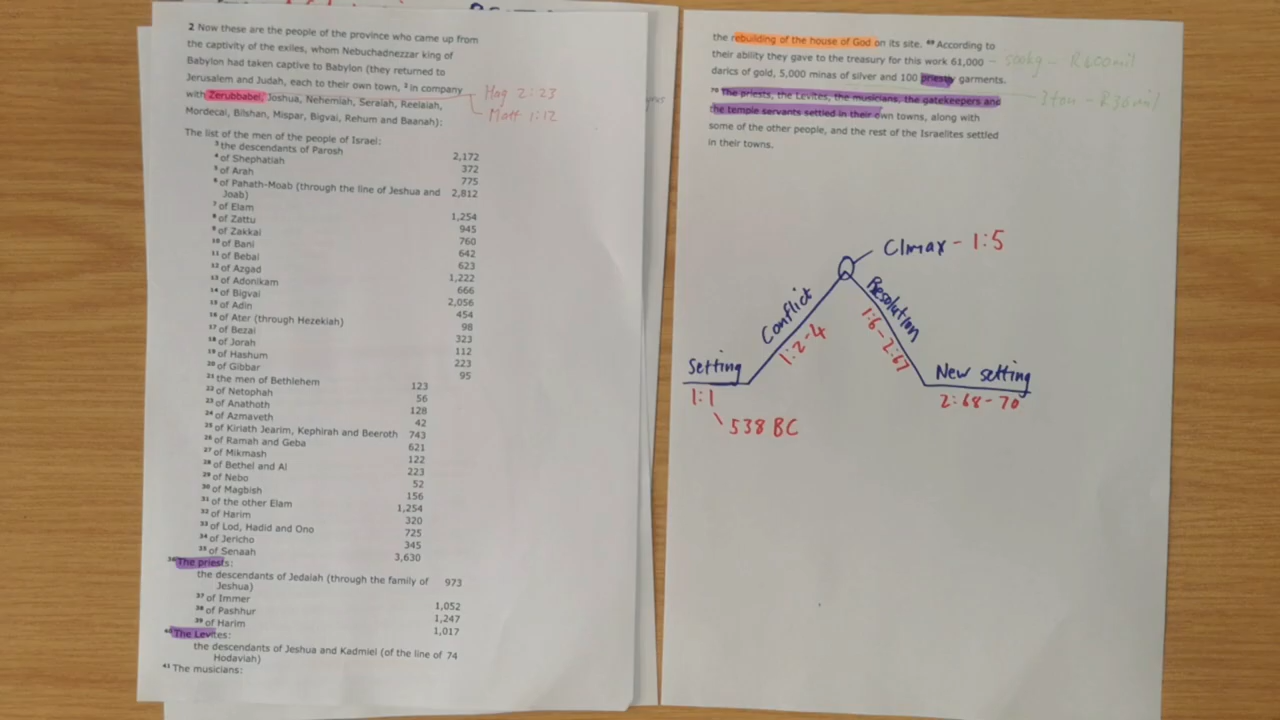 2 Now these are the people of the province who came up from
the captivity of the exiles, whom Nebuchadnezzar king of
Babylon had taken captive to Babylon (they returned to
Jerusalem and Judah, each to their own town, 2 in company
with Zerubbabel, Joshua, Nehemiah, Seraiah, Reelaiah,
Mordecai, Bilshan, Mispar, Bigvai, Rehum and Baanah):
Hag 2:23
Matt 1:12
The list of the men of the people of Israel:
3 the descendants of Parosh 2,172
4 of Shephatiah 372
5 of Arah 775
6 of Pahath-Moab (through the line of Jeshua and 2,812
Joab)
7 of Elam 1,254
8 of Zattu 945
9 of Zakkai 760
10 of Bani 642
11 of Bebai 623
12 of Azgad 1,222
13 of Adonikam 666
14 of Bigvai 2,056
15 of Adin 454
16 of Ater (through Hezekiah) 98
17 of Bezai 323
18 of Jorah 112
19 of Hashum 223
20 of Gibbar 95
21 the men of Bethlehem 123
22 of Netophah 56
23 of Anathoth 128
24 of Azmaveth 42
25 of Kiriath Jearim, Kephirah and Beeroth 743
26 of Ramah and Geba 621
27 of Mikmash 122
28 of Bethel and Ai 223
29 of Nebo 52
30 of Magbish 156
31 of the other Elam 1,254
32 of Harim 320
33 of Lod, Hadid and Ono 725
34 of Jericho 345
35 of Senaah 3,630
36 The priests:
the descendants of Jedaiah (through the family of 973
Jeshua)
37 of Immer 1,052
38 of Pashhur 1,247
39 of Harim 1,017
40 The Levites:
the descendants of Jeshua and Kadmiel (of the line of 74
Hodaviah)
41 The musicians:
the rebuilding of the house of God on its site. 69 According to
their ability they gave to the treasury for this work 61,000 - 500kg - R600mil
darics of gold, 5,000 minas of silver and 100 priestly garments.
70 The priests, the Levites, the musicians, the gatekeepers and 3ton - R36mil
the temple servants settled in their own towns, along with
some of the other people, and the rest of the Israelites settled
in their towns.
Climax - 1:5
Conflict
1:2-4
Resolution
1:6-2:67
Setting
1:1
538 BC
New setting
2:68-70